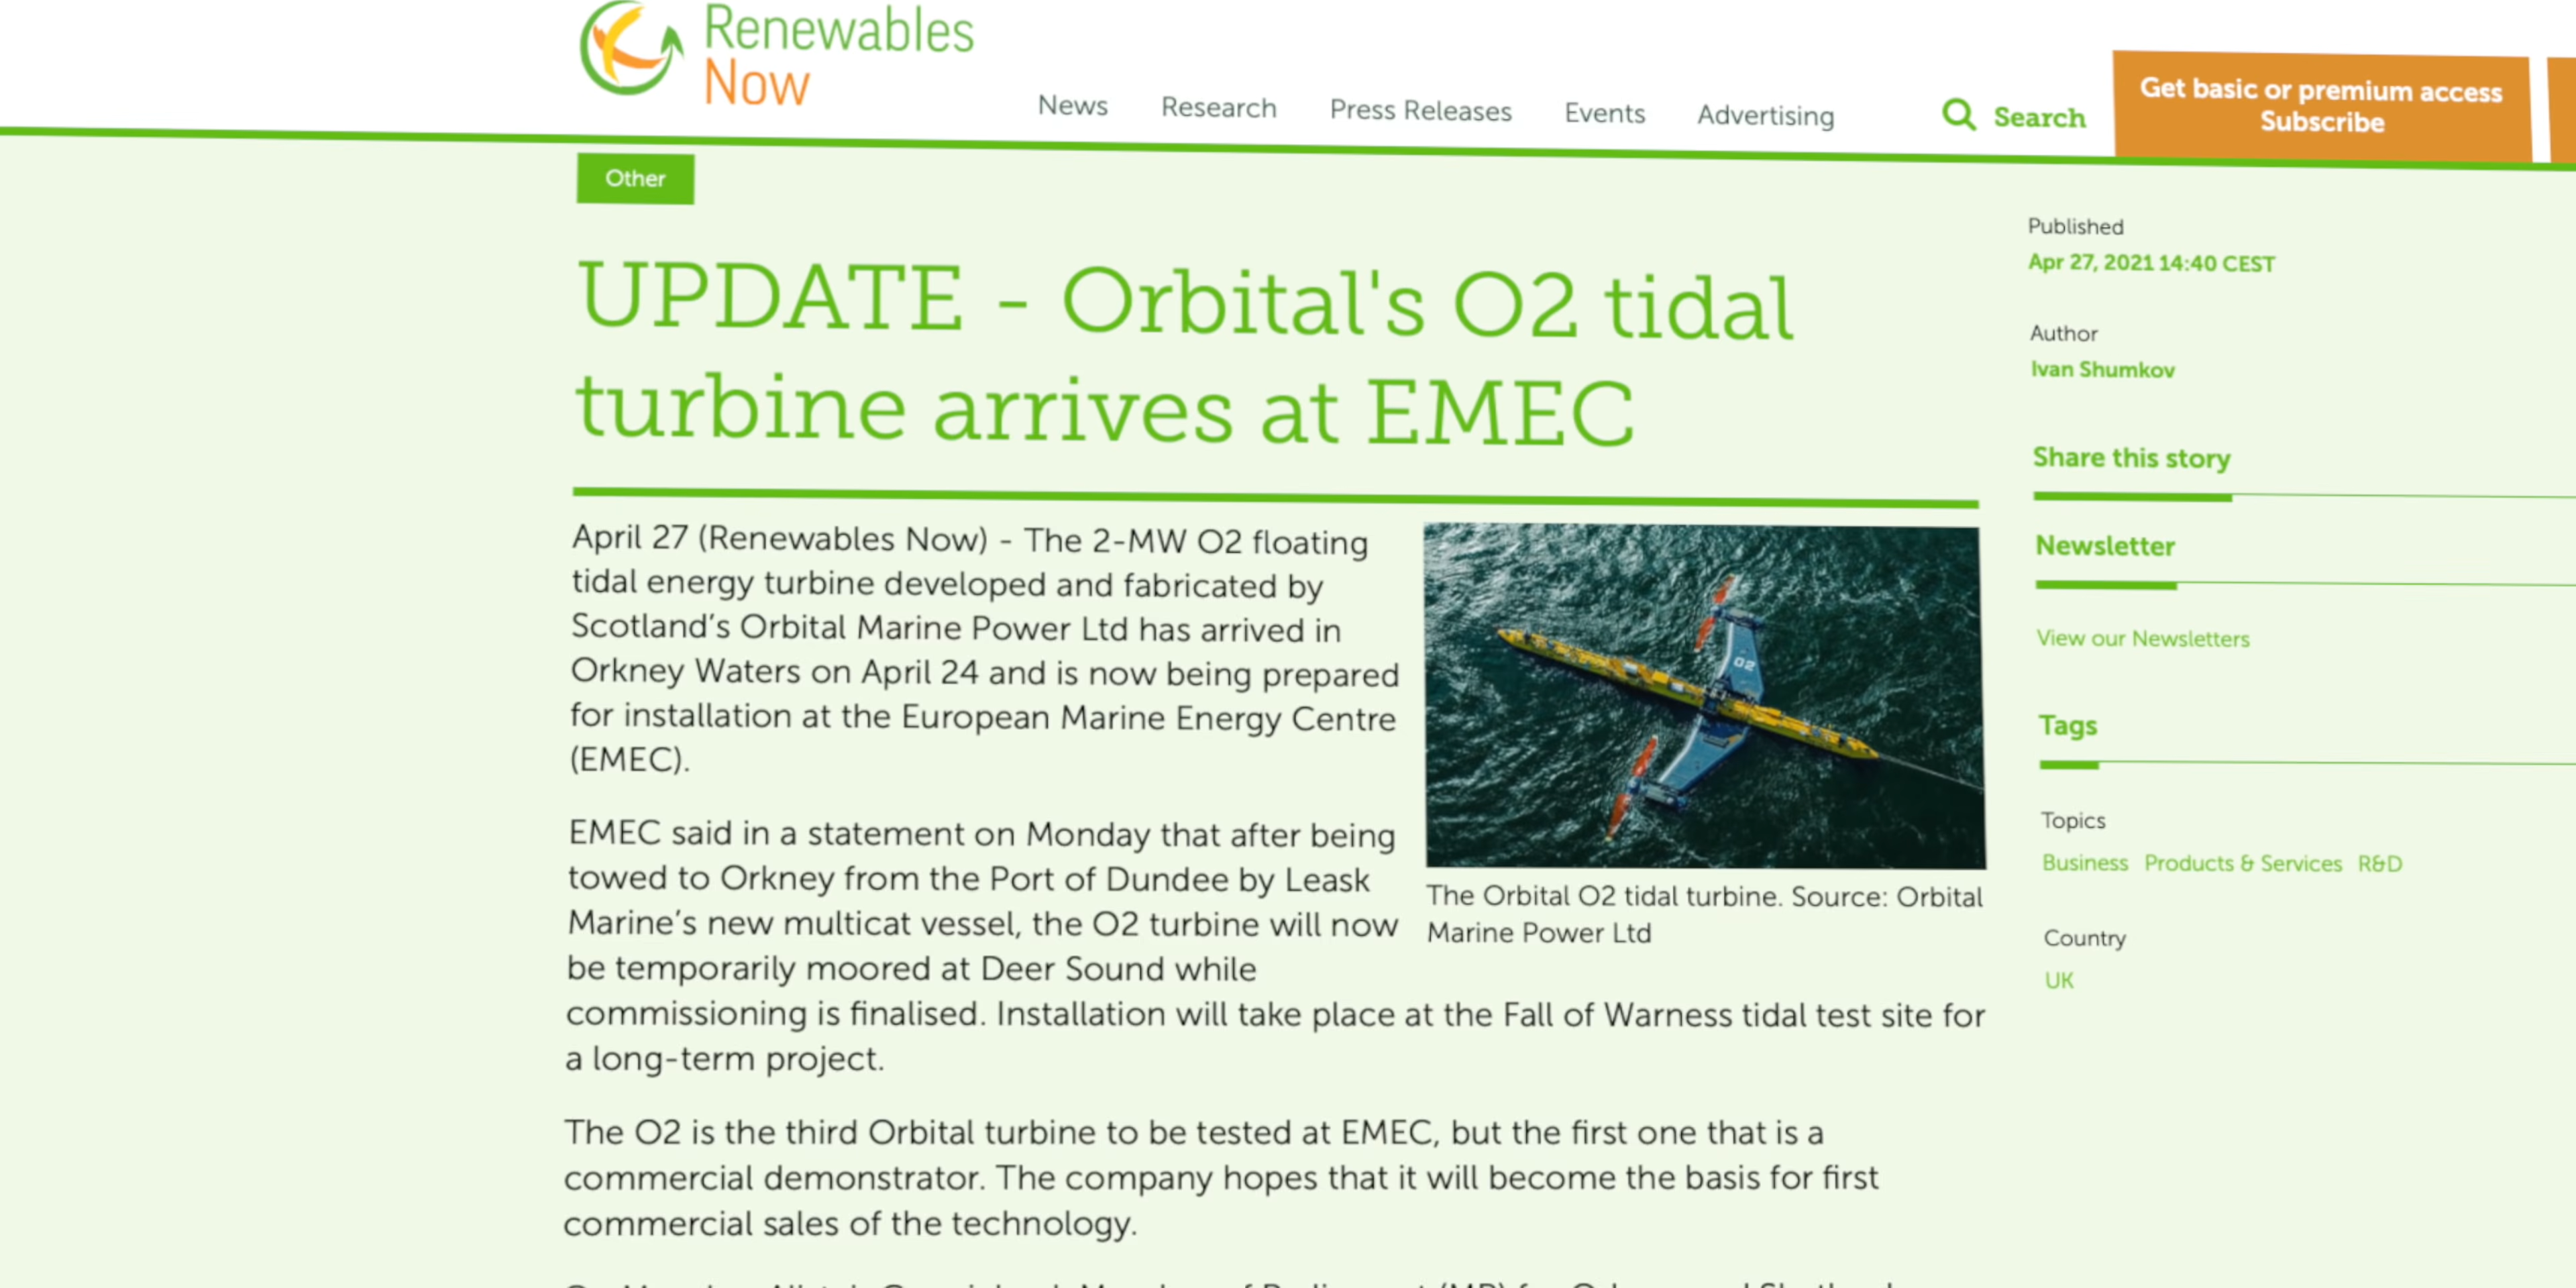 Renewables
Now
News
Research
Press Releases
Events
Advertising
Search
Get basic or premium access
Subscribe
Other
UPDATE - Orbital's O2 tidal
turbine arrives at EMEC
April 27 (Renewables Now) - The 2-MW O2 floating
tidal energy turbine developed and fabricated by
Scotland’s Orbital Marine Power Ltd has arrived in
Orkney Waters on April 24 and is now being prepared
for installation at the European Marine Energy Centre
(EMEC).
O2
The Orbital O2 tidal turbine. Source: Orbital
Marine Power Ltd
EMEC said in a statement on Monday that after being
towed to Orkney from the Port of Dundee by Leask
Marine’s new multicat vessel, the O2 turbine will now
be temporarily moored at Deer Sound while
commissioning is finalised. Installation will take place at the Fall of Warness tidal test site for
a long-term project.
The O2 is the third Orbital turbine to be tested at EMEC, but the first one that is a
commercial demonstrator. The company hopes that it will become the basis for first
commercial sales of the technology.
Published
Apr 27, 2021 14:40 CEST
Author
Ivan Shumkov
Share this story
Newsletter
View our Newsletters
Tags
Topics
Business Products & Services R&D
Country
UK